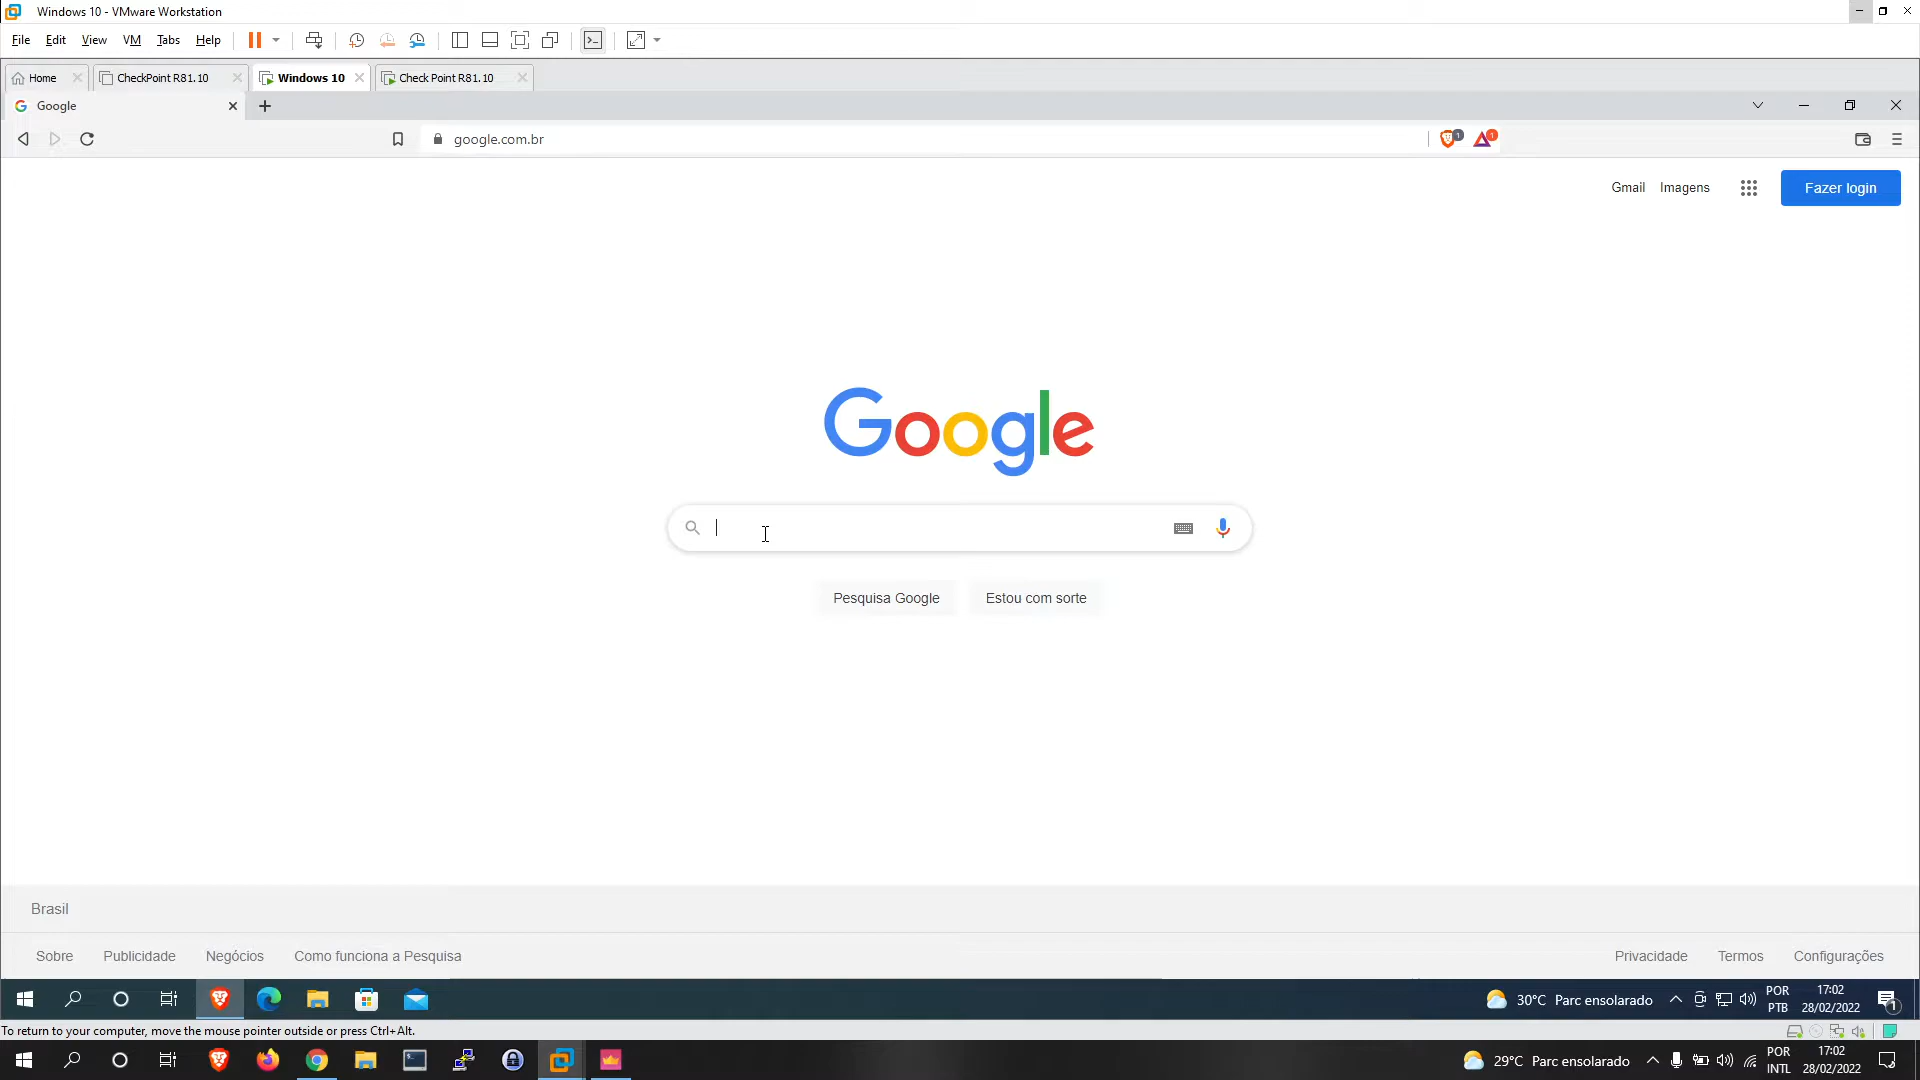 Windows 10 - VMware Workstation
File Edit View VM Tabs Help
Home CheckPoint R81.10 Windows 10 Check Point R81.10
Google
google.com.br 1 1
Gmail Imagens Fazer login
Google
Pesquisa Google Estou com sorte
Brasil
Sobre Publicidade Negócios Como funciona a Pesquisa Privacidade Termos Configurações
30°C Parc ensolarado POR PTB 17:02 28/02/2022 1
To return to your computer, move the mouse pointer outside or press Ctrl+Alt.
29°C Parc ensolarado POR INTL 17:02 28/02/2022